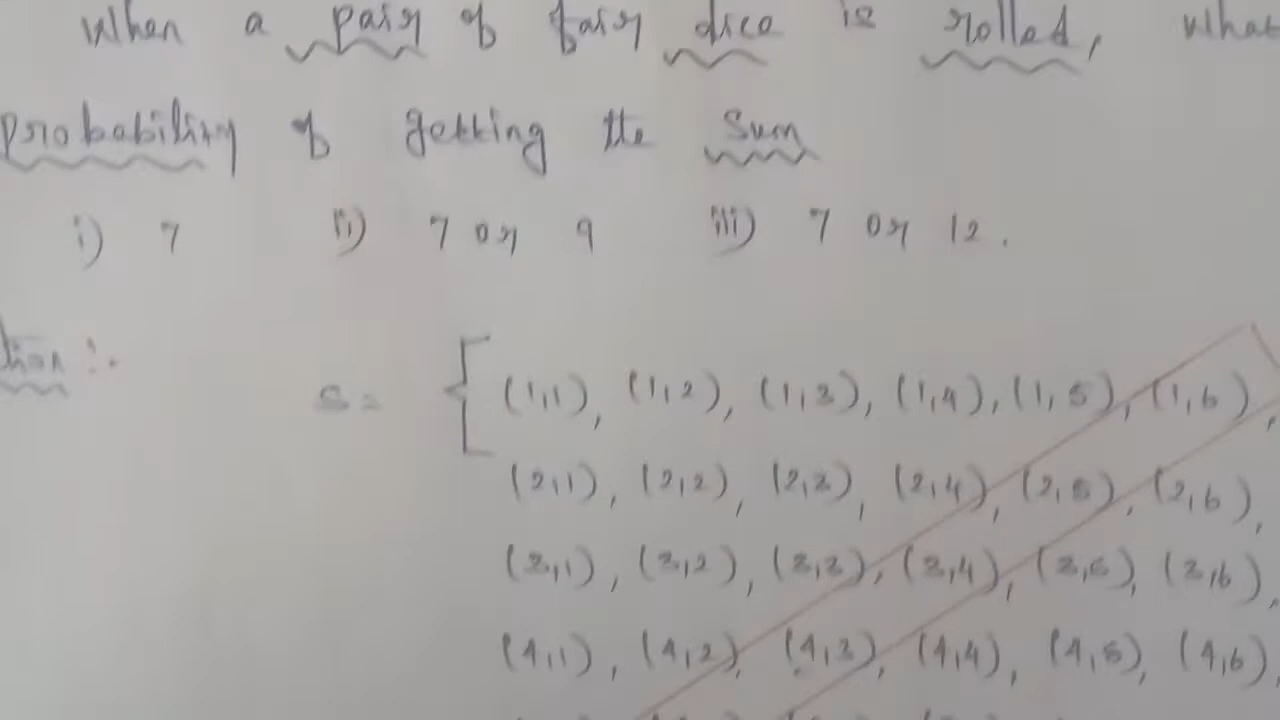 When a pair of fair dice is rolled, what
probability of getting the sum
i) 7 ii) 7 or 9 iii) 7 or 12.
tion :-
S = { (1,1), (1,2), (1,3), (1,4), (1,5), (1,6),
(2,1), (2,2), (2,3), (2,4), (2,5), (2,6),
(3,1), (3,2), (3,3), (3,4), (3,5), (3,6),
(4,1), (4,2), (4,3), (4,4), (4,5), (4,6),